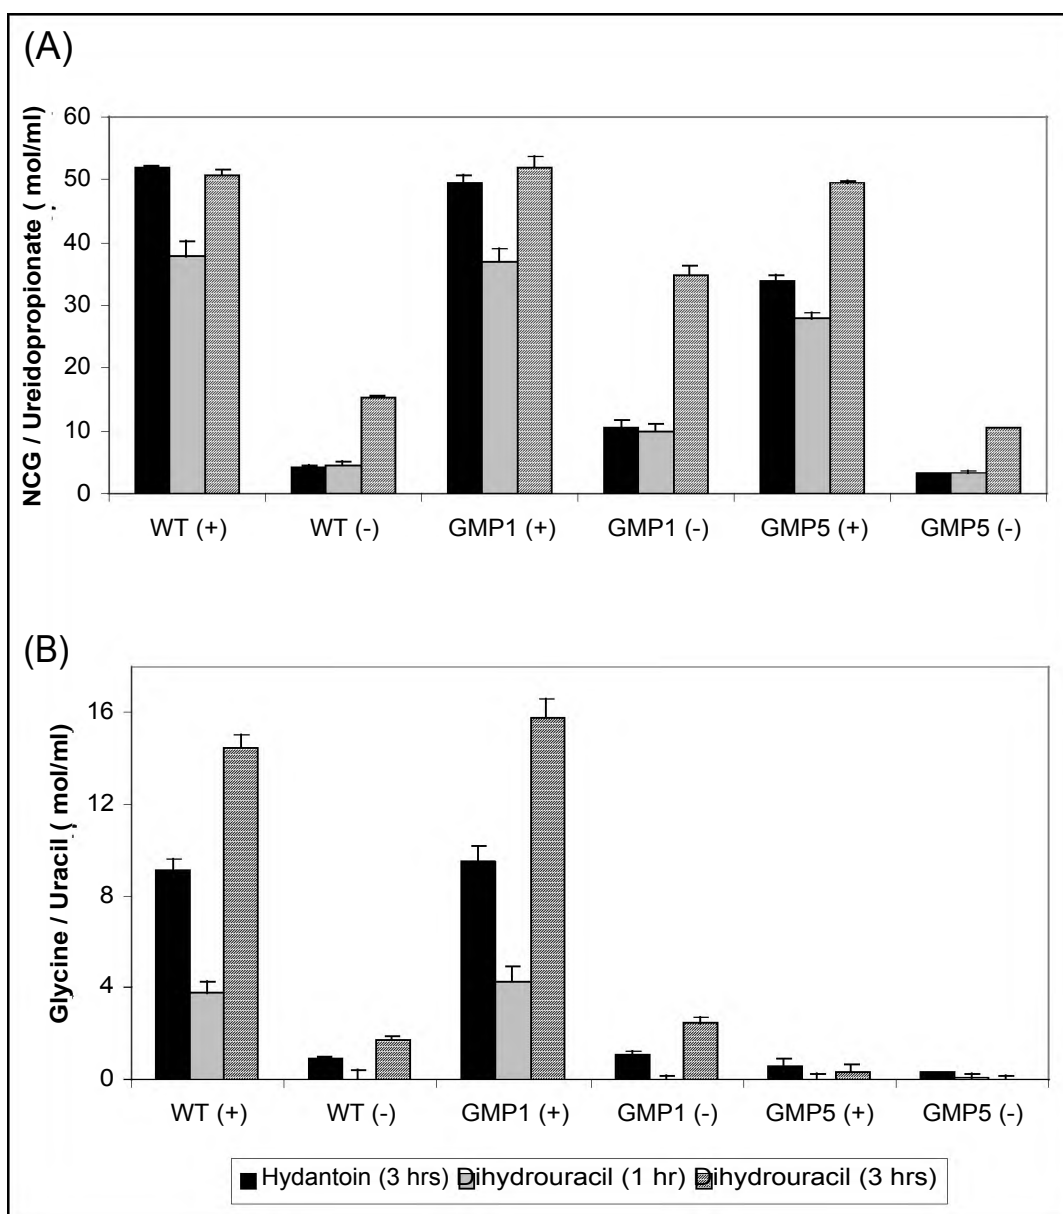 (A)
NCG / Ureidopropionate ( mol/ml)
60
50
40
30
20
10
0
WT (+) WT (-) GMP1 (+) GMP1 (-) GMP5 (+) GMP5 (-)
(B)
Glycine / Uracil ( mol/ml)
16
12
8
4
0
WT (+) WT (-) GMP1 (+) GMP1 (-) GMP5 (+) GMP5 (-)
Hydantoin (3 hrs) Dihydrouracil (1 hr) Dihydrouracil (3 hrs)